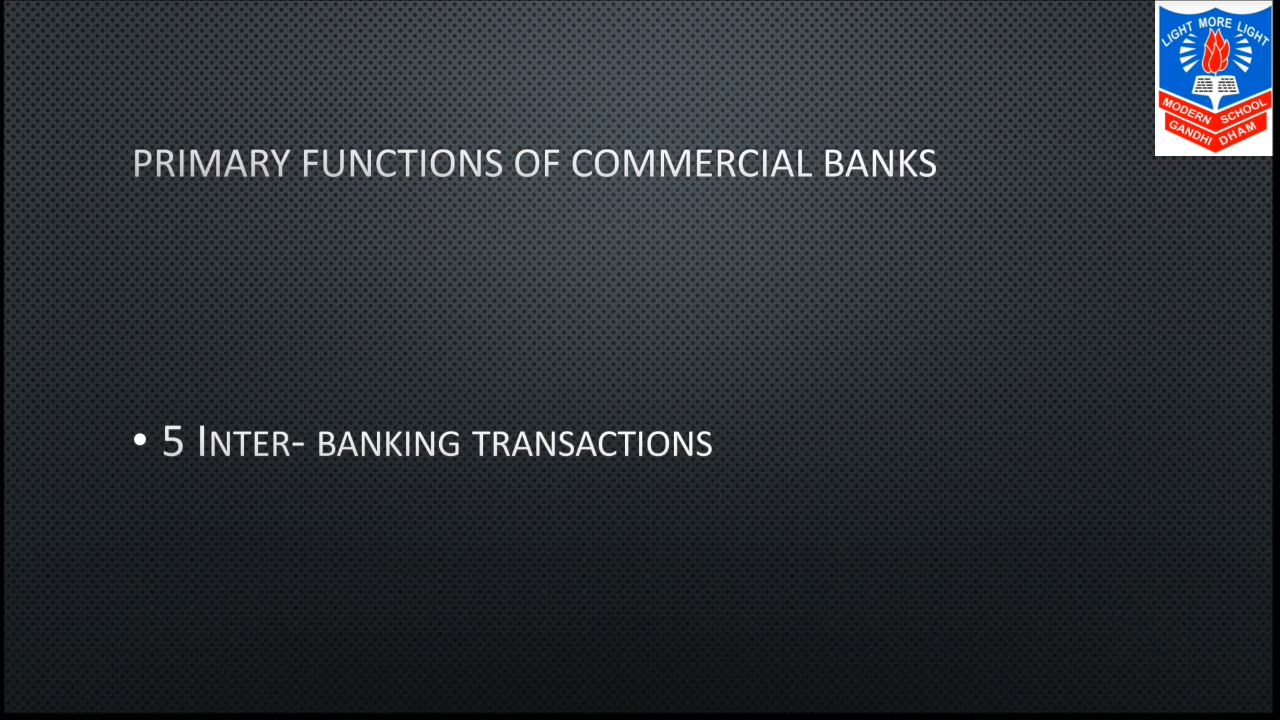 LIGHT MORE LIGHT
MODERN SCHOOL
GANDHI DHAM
PRIMARY FUNCTIONS OF COMMERCIAL BANKS
• 5 INTER- BANKING TRANSACTIONS